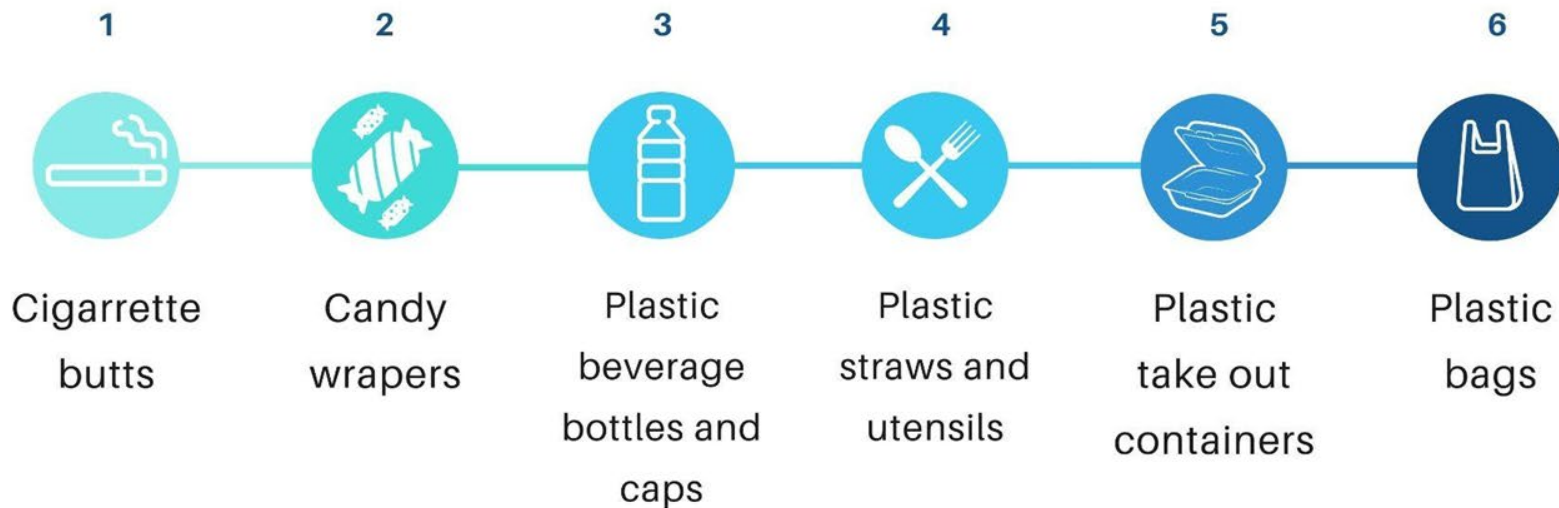 1
2
3
4
5
6
Cigarrette
butts
Candy
wrapers
Plastic
beverage
bottles and
caps
Plastic
straws and
utensils
Plastic
take out
containers
Plastic
bags